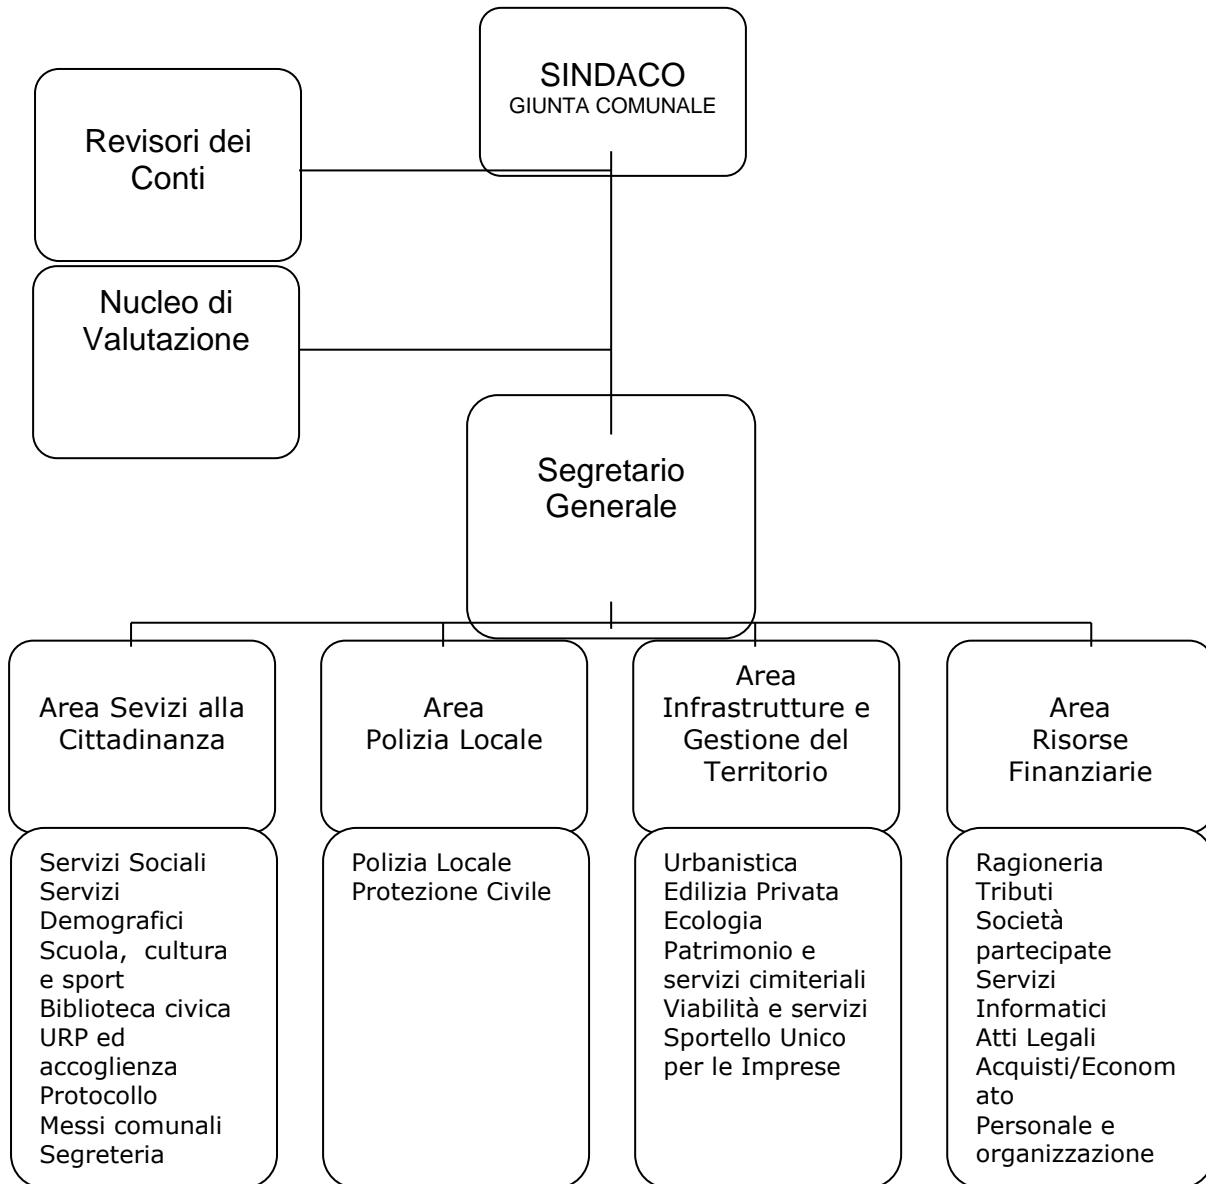 SINDACO
GIUNTA COMUNALE
Revisori dei
Conti
Nucleo di
Valutazione
Segretario
Generale
Area Sevizi alla
Cittadinanza
Area
Polizia Locale
Area
Infrastrutture e
Gestione del
Territorio
Area
Risorse
Finanziarie
Servizi Sociali
Servizi
Demografici
Scuola, cultura
e sport
Biblioteca civica
URP ed
accoglienza
Protocollo
Messi comunali
Segreteria
Polizia Locale
Protezione Civile
Urbanistica
Edilizia Privata
Ecologia
Patrimonio e
servizi cimiteriali
Viabilità e servizi
Sportello Unico
per le Imprese
Ragioneria
Tributi
Società
partecipate
Servizi
Informatici
Atti Legali
Acquisti/Econom
ato
Personale e
organizzazione